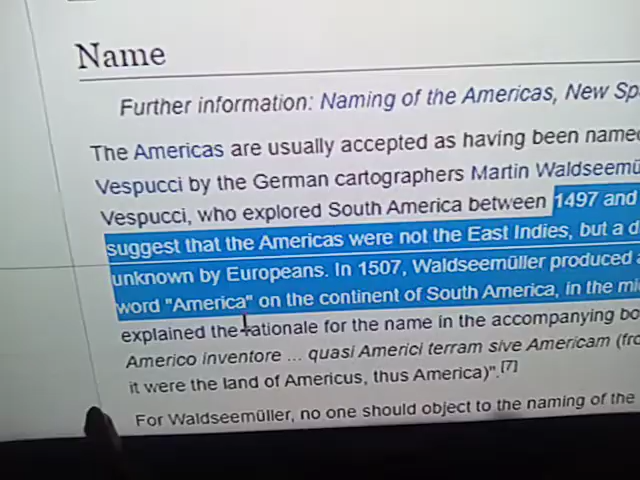 Name
Further information: Naming of the Americas, New Sp
The Americas are usually accepted as having been name
Vespucci by the German cartographers Martin Waldseemü
Vespucci, who explored South America between 1497 and
suggest that the Americas were not the East Indies, but a d
unknown by Europeans. In 1507, Waldseemüller produced a
word "America" on the continent of South America, in the mi
explained the rationale for the name in the accompanying bo
Americo inventore ... quasi Americi terram sive Americam (fro
it were the land of Americus, thus America)".[7]
For Waldseemüller, no one should object to the naming of the